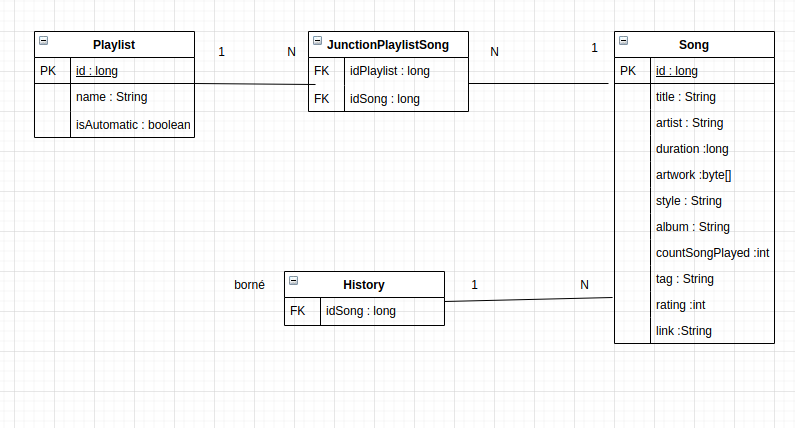 Playlist
PK id : long
name : String
isAutomatic : boolean
1 N
JunctionPlaylistSong
FK idPlaylist : long
FK idSong : long
N 1
Song
PK id : long
title : String
artist : String
duration :long
artwork :byte[]
style : String
album : String
countSongPlayed :int
tag : String
rating :int
link :String
borné
History
FK idSong : long
1 N